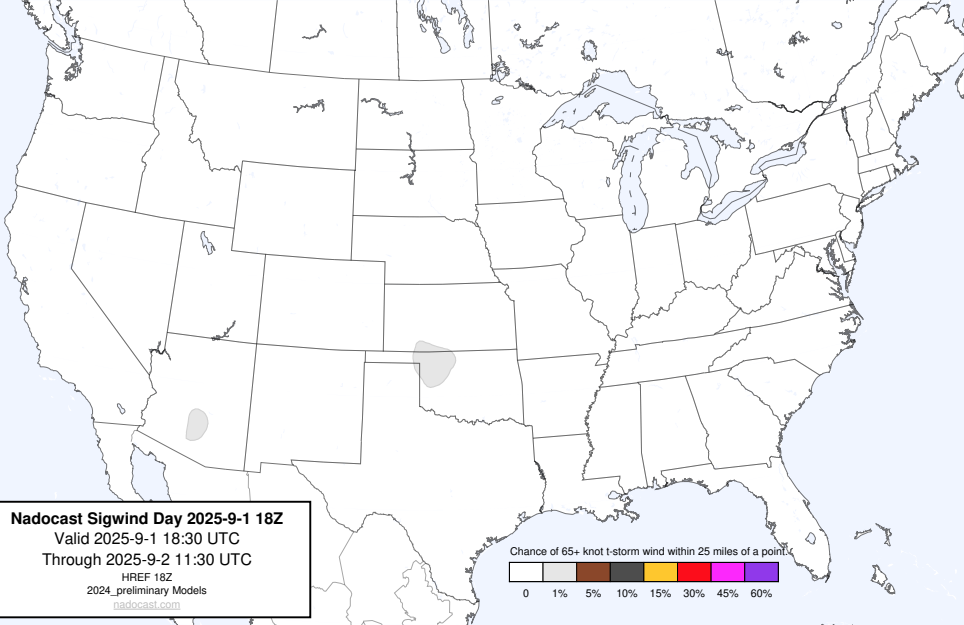 Nadocast Sigwind Day 2025-9-1 18Z
Valid 2025-9-1 18:30 UTC
Through 2025-9-2 11:30 UTC
HREF 18Z
2024_preliminary Models
nadocast.com
Chance of 65+ knot t-storm wind within 25 miles of a point.
0 1% 5% 10% 15% 30% 45% 60%